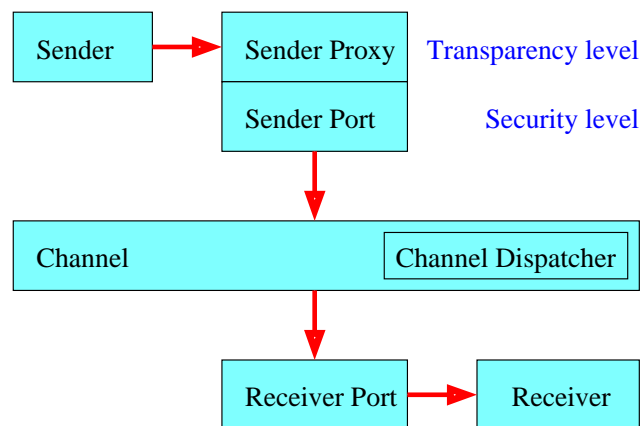 Sender
Sender Proxy
Transparency level
Sender Port
Security level
Channel
Channel Dispatcher
Receiver Port
Receiver